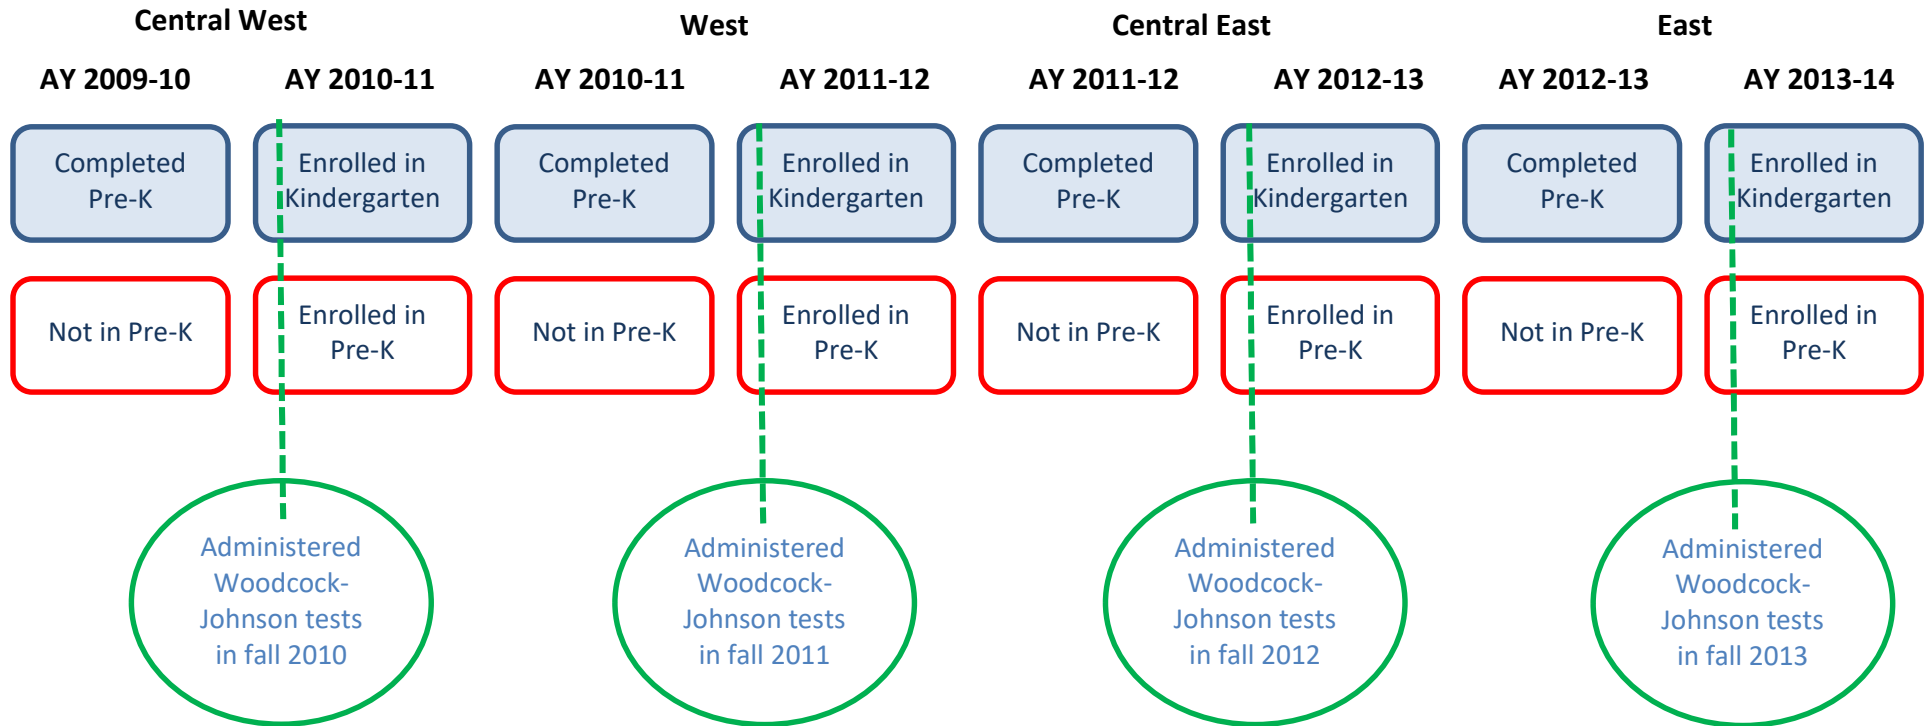 Central West
West
Central East
East
AY 2009-10
AY 2010-11
AY 2010-11
AY 2011-12
AY 2011-12
AY 2012-13
AY 2012-13
AY 2013-14
Completed
Pre-K
Enrolled in
Kindergarten
Completed
Pre-K
Enrolled in
Kindergarten
Completed
Pre-K
Enrolled in
Kindergarten
Completed
Pre-K
Enrolled in
Kindergarten
Not in Pre-K
Enrolled in
Pre-K
Not in Pre-K
Enrolled in
Pre-K
Not in Pre-K
Enrolled in
Pre-K
Not in Pre-K
Enrolled in
Pre-K
Administered
Woodcock-
Johnson tests
in fall 2010
Administered
Woodcock-
Johnson tests
in fall 2011
Administered
Woodcock-
Johnson tests
in fall 2012
Administered
Woodcock-
Johnson tests
in fall 2013